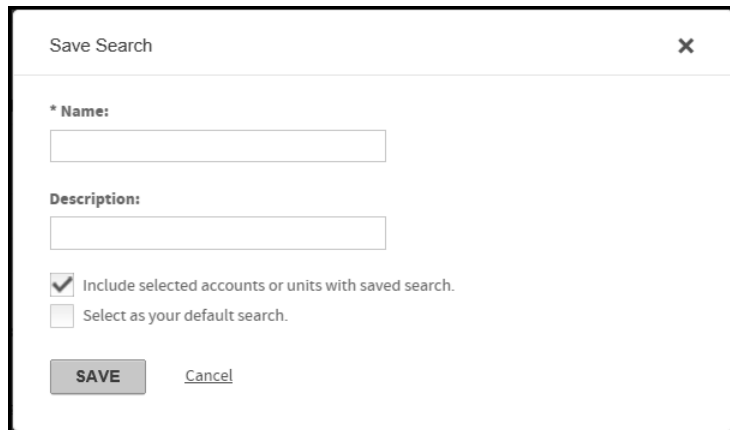 Save Search
* Name:
Description:
Include selected accounts or units with saved search.
Select as your default search.
SAVE Cancel